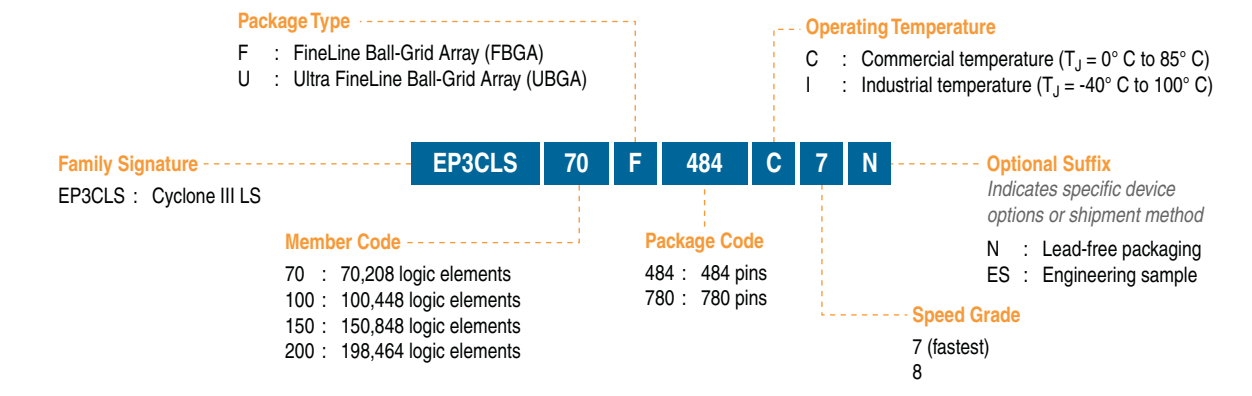 Package Type
F : FineLine Ball-Grid Array (FBGA)
U : Ultra FineLine Ball-Grid Array (UBGA)
Operating Temperature
C : Commercial temperature (TJ = 0° C to 85° C)
I : Industrial temperature (TJ = -40° C to 100° C)
Family Signature
EP3CLS : Cyclone III LS
EP3CLS 70 F 484 C 7 N
Optional Suffix
Indicates specific device
options or shipment method
N : Lead-free packaging
ES : Engineering sample
Member Code
70 : 70,208 logic elements
100 : 100,448 logic elements
150 : 150,848 logic elements
200 : 198,464 logic elements
Package Code
484 : 484 pins
780 : 780 pins
Speed Grade
7 (fastest)
8